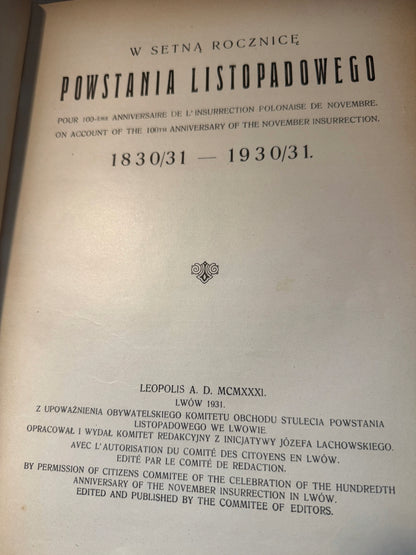 W SETNĄ ROCZNICĘ
POWSTANIA LISTOPADOWEGO
POUR 100-EME ANNIVERSAIRE DE L'INSURRECTION POLONAISE DE NOVEMBRE.
ON ACCOUNT OF THE 100TH ANNIVERSARY OF THE NOVEMBER INSURRECTION.
1830/31 — 1930/31.
LEOPOLIS A. D. MCMXXXI.
LWÓW 1931.
Z UPOWAŻNIENIA OBYWATELSKIEGO KOMITETU OBCHODU STULECIA POWSTANIA
LISTOPADOWEGO WE LWOWIE.
OPRACOWAŁ I WYDAŁ KOMITET REDAKCYJNY Z INICJATYWY JÓZEFA LACHOWSKIEGO.
AVEC L'AUTORISATION DU COMITÉ DES CITOYENS EN LWÓW.
EDITÉ PAR LE COMITÉ DE REDACTION.
BY PERMISSION OF CITIZENS COMMITEE OF THE CELEBRATION OF THE HUNDREDTH
ANNIVERSARY OF THE NOVEMBER INSURRECTION IN LWÓW.
EDITED AND PUBLISHED BY THE COMMITEE OF EDITORS.